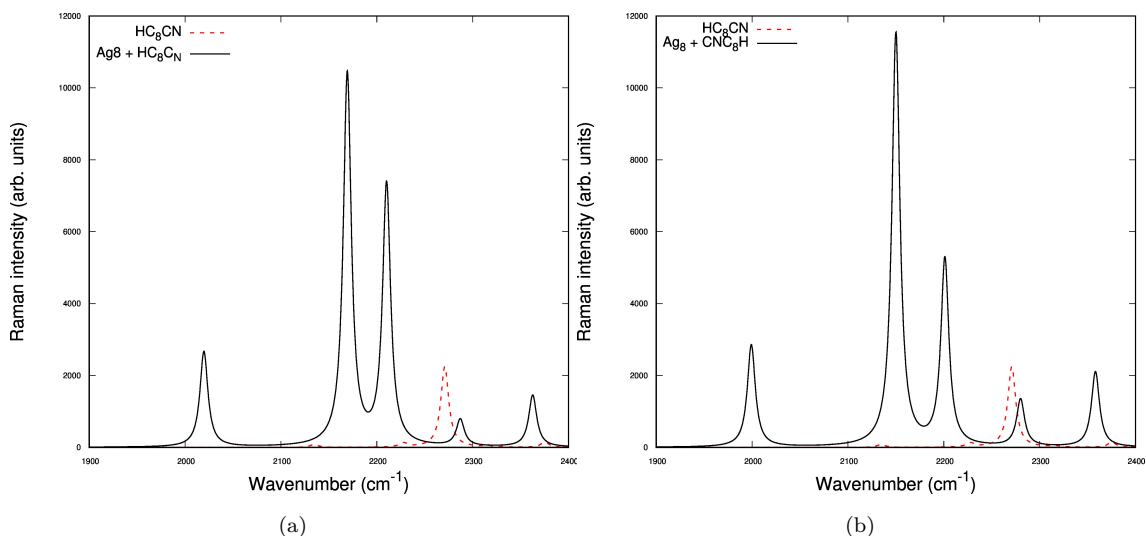 12000
HC8CN
Ag8 + HC8CN
10000
8000
6000
4000
2000
0
Raman intensity (arb. units)
1900 2000 2100 2200 2300 2400
Wavenumber (cm-1)
(a)
12000
HC8CN
Ag8 + CNC8H
10000
8000
6000
4000
2000
0
Raman intensity (arb. units)
1900 2000 2100 2200 2300 2400
Wavenumber (cm-1)
(b)